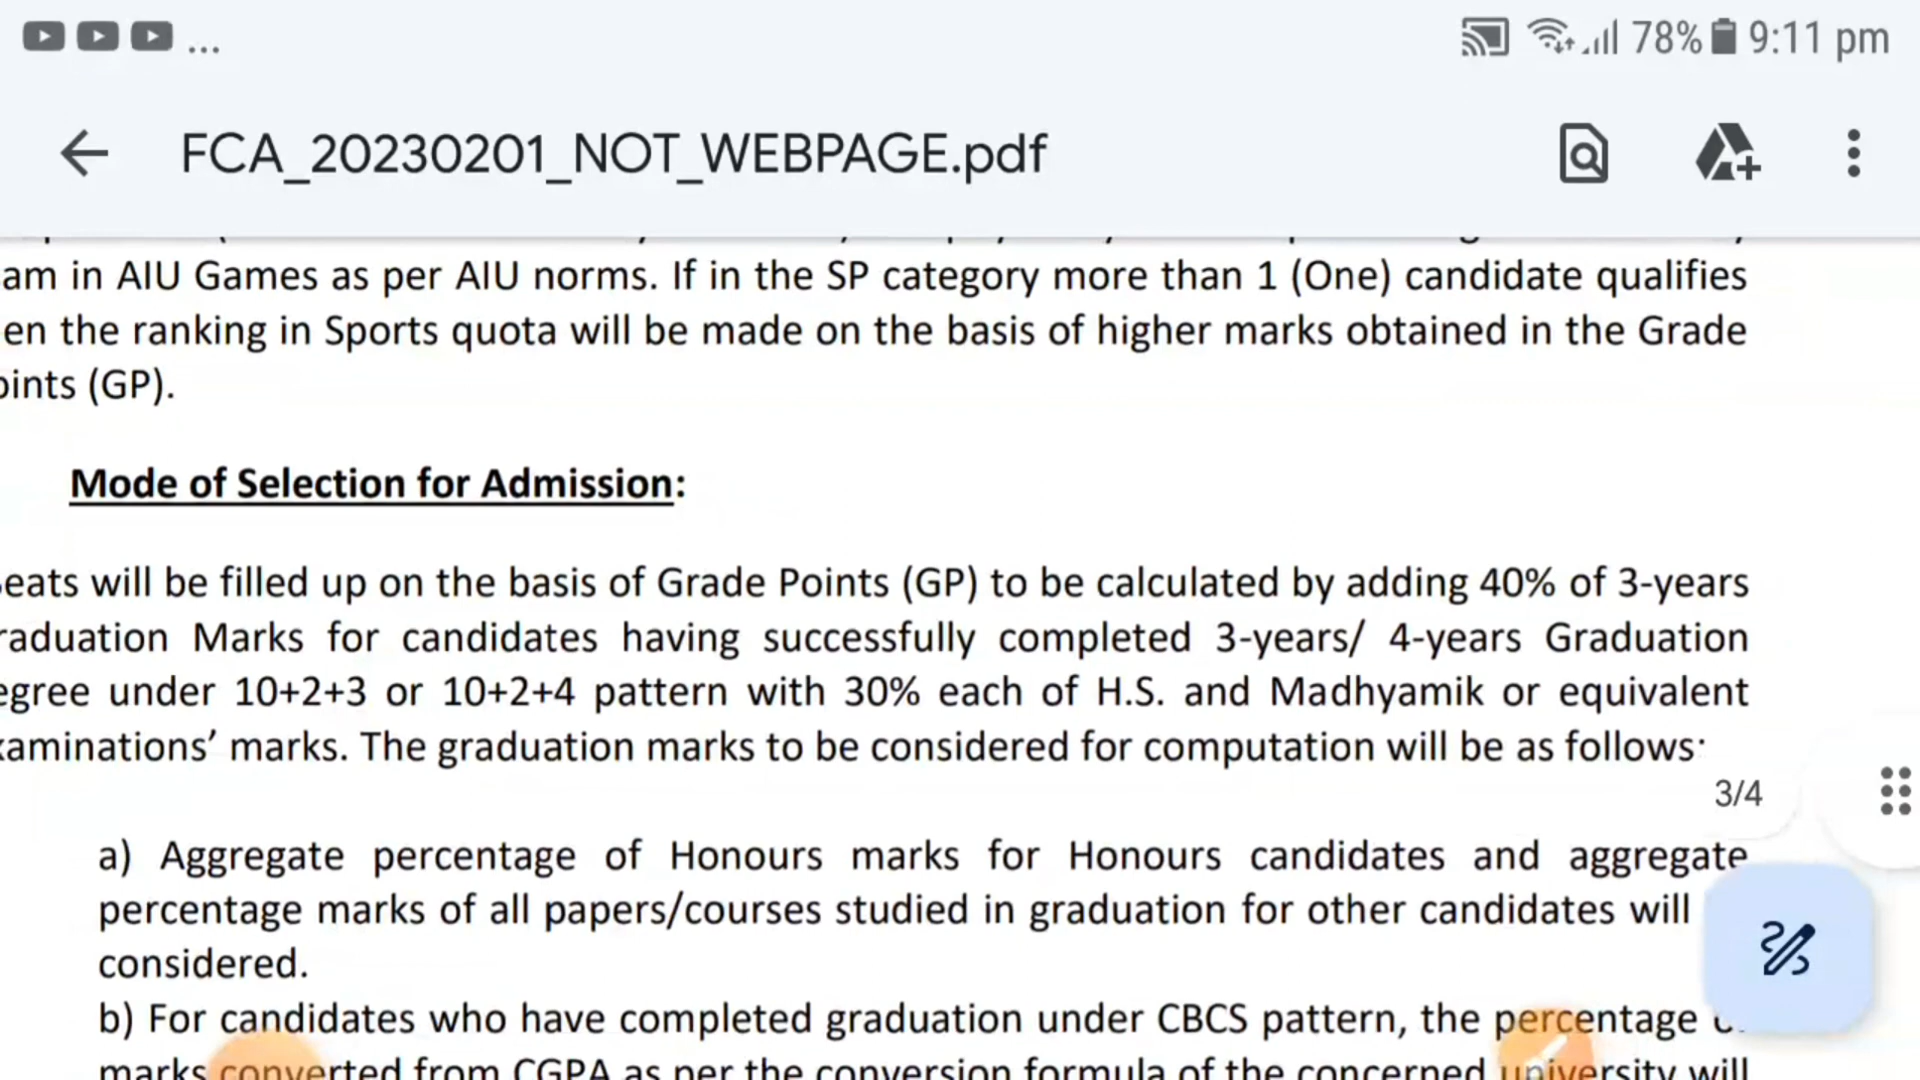 ...
78% 9:11 pm
FCA_20230201_NOT_WEBPAGE.pdf
am in AIU Games as per AIU norms. If in the SP category more than 1 (One) candidate qualifies
en the ranking in Sports quota will be made on the basis of higher marks obtained in the Grade
oints (GP).
Mode of Selection for Admission:
eats will be filled up on the basis of Grade Points (GP) to be calculated by adding 40% of 3-years
raduation Marks for candidates having successfully completed 3-years/ 4-years Graduation
egree under 10+2+3 or 10+2+4 pattern with 30% each of H.S. and Madhyamik or equivalent
aminations’ marks. The graduation marks to be considered for computation will be as follows:
3/4
a) Aggregate percentage of Honours marks for Honours candidates and aggregate
percentage marks of all papers/courses studied in graduation for other candidates will
considered.
b) For candidates who have completed graduation under CBCS pattern, the percentage
marks converted from CGPA as per the conversion formula of the concerned university will